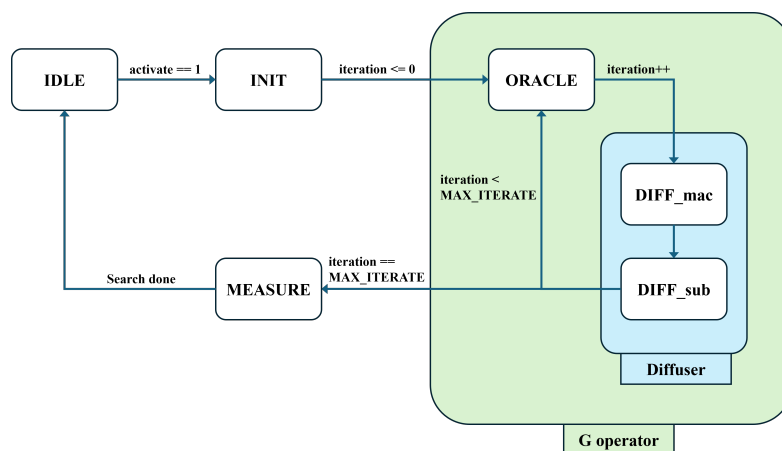 IDLE
activate == 1
INIT
iteration <= 0
ORACLE
iteration++
iteration <
MAX_ITERATE
DIFF_mac
DIFF_sub
iteration ==
MAX_ITERATE
MEASURE
Search done
Diffuser
G operator